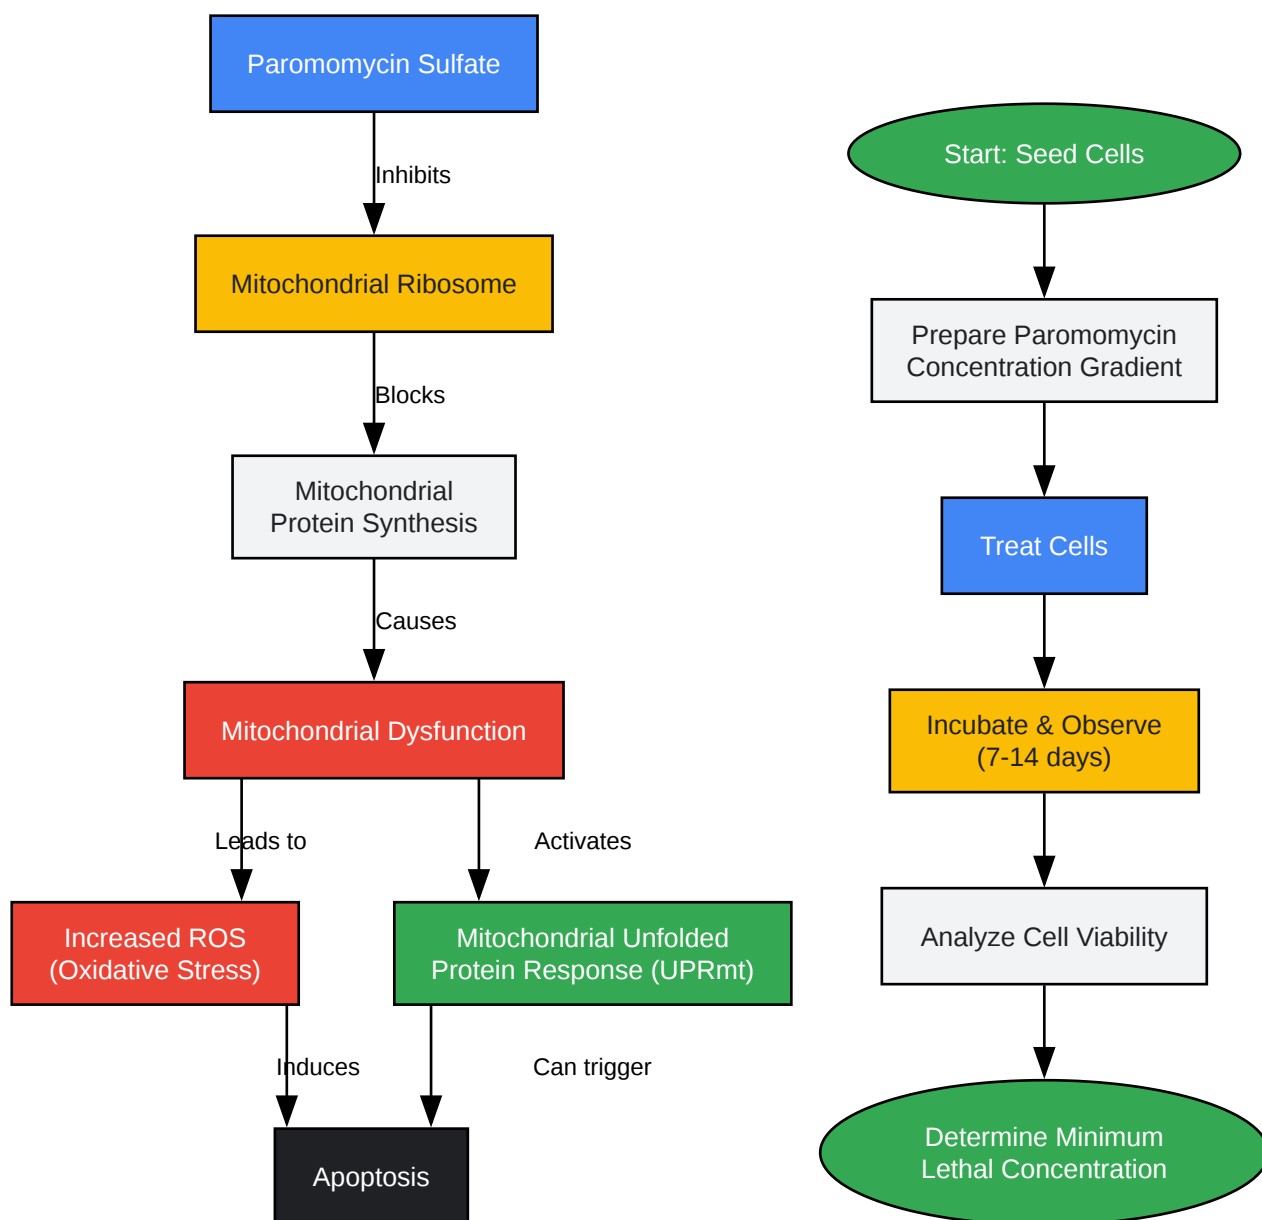 Paromomycin Sulfate
Inhibits
Mitochondrial Ribosome
Blocks
Mitochondrial
Protein Synthesis
Causes
Mitochondrial Dysfunction
Leads to
Activates
Increased ROS
(Oxidative Stress)
Mitochondrial Unfolded
Protein Response (UPRmt)
Induces
Can trigger
Apoptosis
Start: Seed Cells
Prepare Paromomycin
Concentration Gradient
Treat Cells
Incubate & Observe
(7-14 days)
Analyze Cell Viability
Determine Minimum
Lethal Concentration